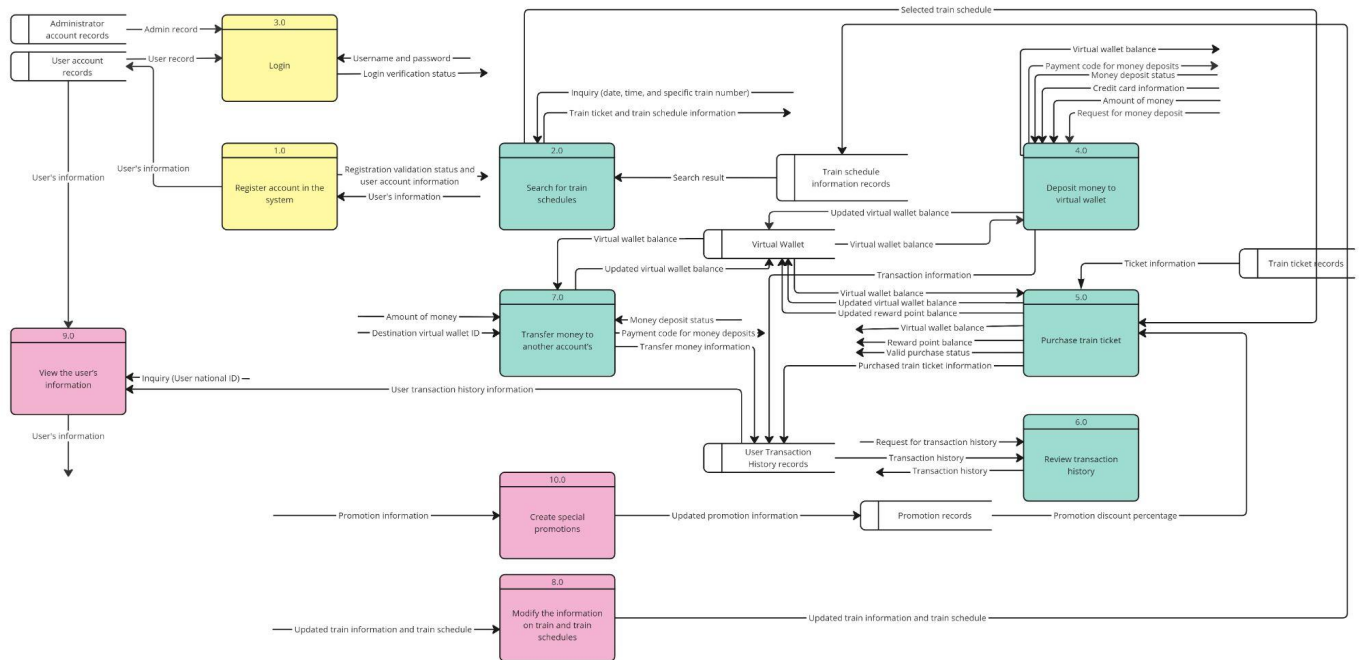 Selected train schedule
3.0
Administrator
account records
Admin record
Login
User account
records
User record
Username and password
Login verification status
Virtual wallet balance
Payment code for money deposits
Money deposit status
Credit card information
Amount of money
Request for money deposit
Inquiry (date, time, and specific train number)
Train ticket and train schedule information
1.0
Register account in the
system
User's information
User's information
Registration validation status and
user account information
User's information
2.0
Search for train
schedules
Search result
Train schedule
information records
4.0
Deposit money to
virtual wallet
Updated virtual wallet balance
Virtual wallet balance
Virtual Wallet
Virtual wallet balance
Updated virtual wallet balance
Transaction information
Ticket information
Train ticket records
7.0
Transfer money to
another account's
Amount of money
Destination virtual wallet ID
Money deposit status
Payment code for money deposits
Transfer money information
Virtual wallet balance
Updated virtual wallet balance
Updated reward point balance
Virtual wallet balance
Reward point balance
Valid purchase status
Purchased train ticket information
5.0
Purchase train ticket
9.0
View the user's
information
Inquiry (User national ID)
User transaction history information
User's information
6.0
Review transaction
history
Request for transaction history
Transaction history
Transaction history
User Transaction
History records
10.0
Create special
promotions
Promotion information
Updated promotion information
Promotion records
Promotion discount percentage
8.0
Modify the information
on train and train
schedules
Updated train information and train schedule
Updated train information and train schedule